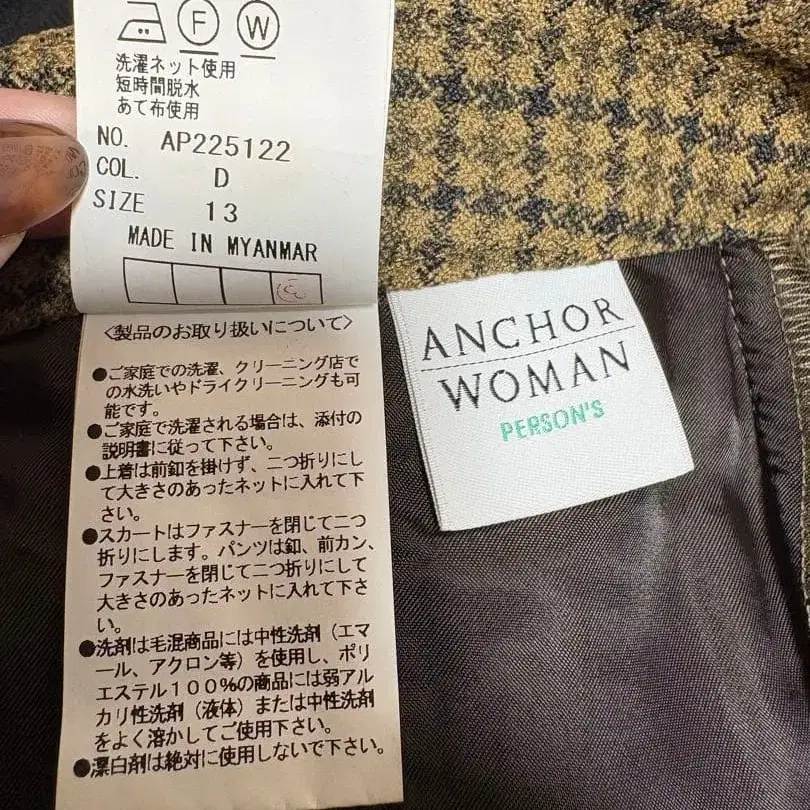 F
W
洗濯ネット使用
短時間脱水
あて布使用
NO. AP225122
COL. D
SIZE 13
MADE IN MYANMAR
〈製品のお取り扱いについて〉
●ご家庭での洗濯、クリーニング店で
の水洗いやドライクリーニングも可
能です。
●ご家庭で洗濯される場合は、添付の
説明書に従って下さい。
●上着は前釦を掛けず、二つ折りにし
て大きさのあったネットに入れて下
さい。
●スカートはファスナーを閉じて二つ
折りにします。パンツは釦、前カン、
ファスナーを閉じて二つ折りにして
大きさのあったネットに入れて下さ
い。
●洗剤は毛混商品には中性洗剤（エマ
ール、アクロン等）を使用し、ポリ
エステル１００％の商品には弱アル
カリ性洗剤（液体）または中性洗剤
をよく溶かしてご使用下さい。
●漂白剤は絶対に使用しないで下さい。
ANCHOR
WOMAN
PERSON'S